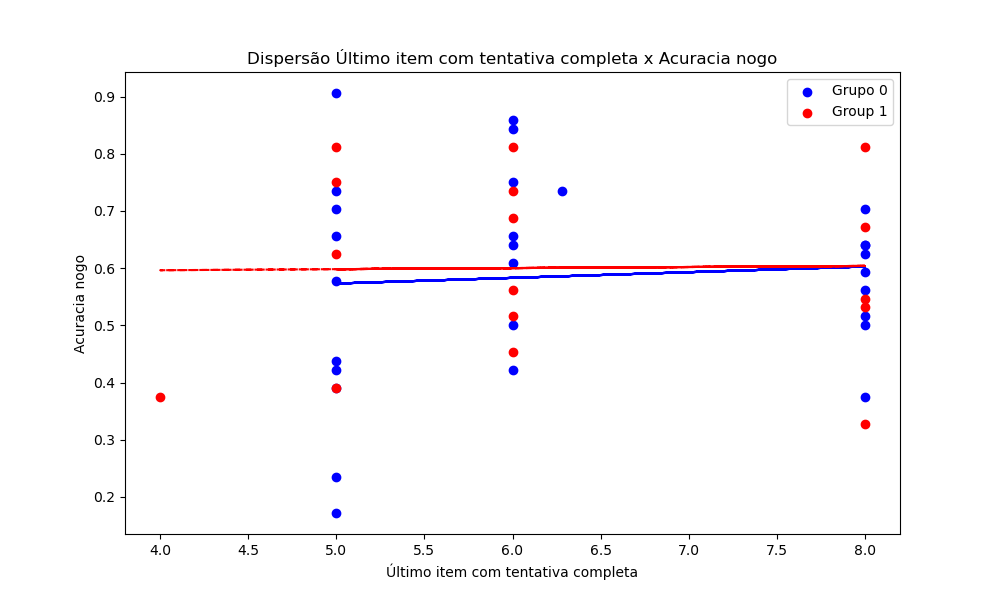 Dispersão Último item com tentativa completa x Acuracia nogo
Grupo 0
Group 1
Acuracia nogo
0.9
0.8
0.7
0.6
0.5
0.4
0.3
0.2
4.0 4.5 5.0 5.5 6.0 6.5 7.0 7.5 8.0
Último item com tentativa completa